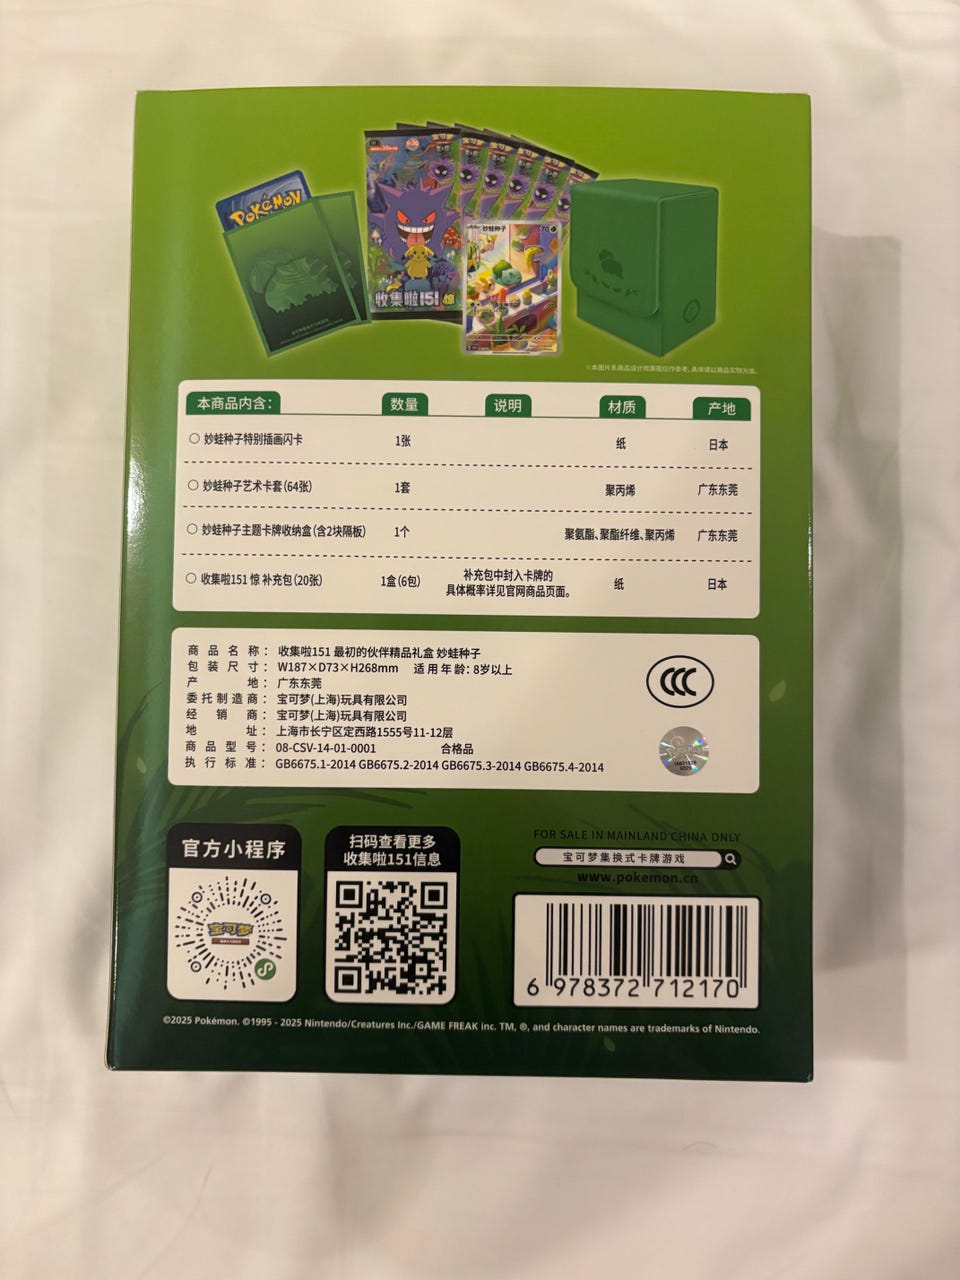 PoKéMoN
宝可梦
收集啦151 惊
妙蛙种子
70
※本图片系商品设计效果图仅作参考,具体请以商品实物为准。
本商品内含: 数量 说明 材质 产地
○ 妙蛙种子特别插画闪卡 1张 纸 日本
○ 妙蛙种子艺术卡套(64张) 1套 聚丙烯 广东东莞
○ 妙蛙种子主题卡牌收纳盒(含2块隔板) 1个 聚氨酯、聚酯纤维、聚丙烯 广东东莞
○ 收集啦151 惊 补充包(20张) 1盒(6包) 补充包中封入卡牌的 纸 日本
具体概率详见官网商品页面。
商品名称: 收集啦151 最初的伙伴精品礼盒 妙蛙种子
包装尺寸: W187×D73×H268mm 适用年龄:8岁以上
产地: 广东东莞
委托制造商: 宝可梦(上海)玩具有限公司
经销商: 宝可梦(上海)玩具有限公司
地址: 上海市长宁区定西路1555号11-12层
商品型号: 08-CSV-14-01-0001 合格品
执行标准: GB6675.1-2014 GB6675.2-2014 GB6675.3-2014 GB6675.4-2014
CCC
官方小程序
宝可梦
扫码查看更多
收集啦151信息
FOR SALE IN MAINLAND CHINA ONLY
宝可梦集换式卡牌游戏
www.pokemon.cn
6 978372 712170
©2025 Pokémon. ©1995 - 2025 Nintendo/Creatures Inc./GAME FREAK inc. TM, ®, and character names are trademarks of Nintendo.